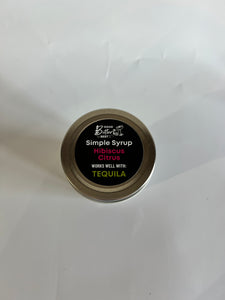 Simple Syrup
Hibiscus
Citrus
WORKS WELL WITH:
TEQUILA